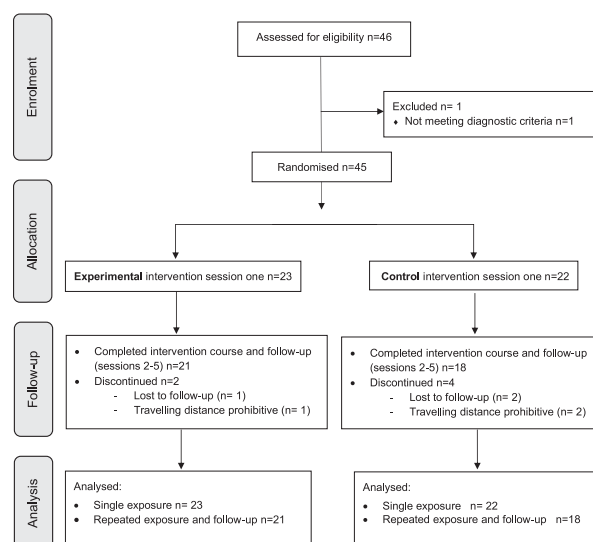 Enrolment
Assessed for eligibility n=46
Excluded n= 1
♦ Not meeting diagnostic criteria n=1
Randomised n=45
Allocation
Experimental intervention session one n=23
Control intervention session one n=22
Follow-up
• Completed intervention course and follow-up
(sessions 2-5) n=21
• Discontinued n=2
- Lost to follow-up (n= 1)
- Travelling distance prohibitive (n= 1)
• Completed intervention course and follow-up
(sessions 2-5) n=18
• Discontinued n=4
- Lost to follow-up (n= 2)
- Travelling distance prohibitive (n= 2)
Analysis
Analysed:
• Single exposure n= 23
• Repeated exposure and follow-up n=21
Analysed:
• Single exposure n= 22
• Repeated exposure and follow-up n=18